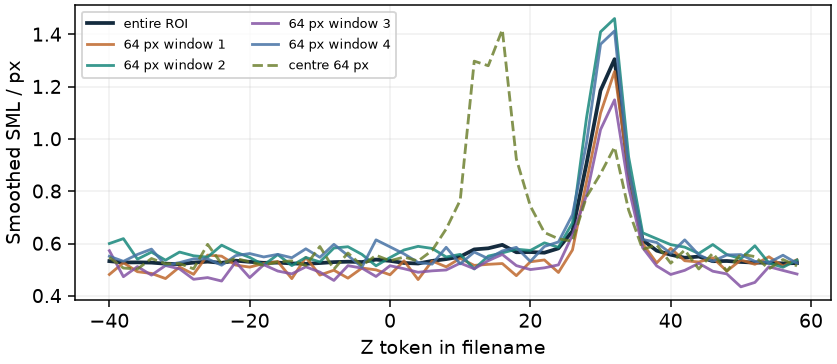 entire ROI
64 px window 1
64 px window 2
64 px window 3
64 px window 4
centre 64 px
Smoothed SML / px
1.4
1.2
1.0
0.8
0.6
0.4
−40
−20
0
20
40
60
Z token in filename